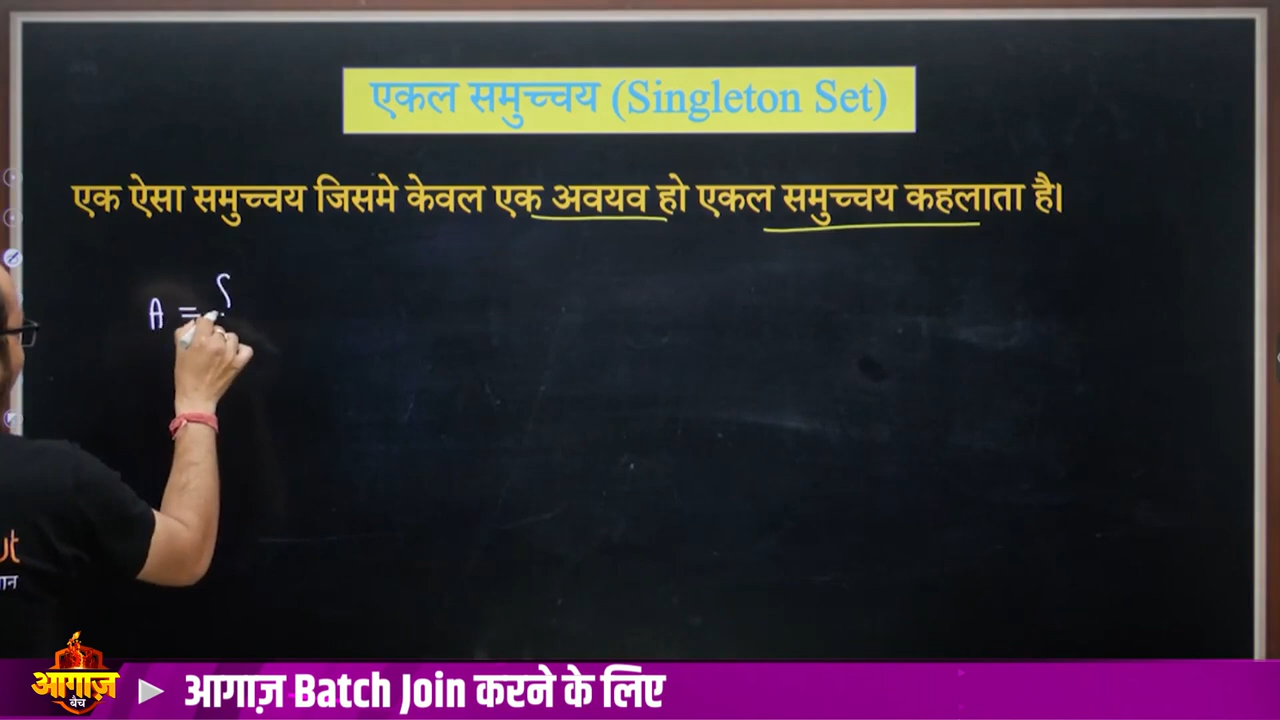 एकल समुच्चय (Singleton Set)
एक ऐसा समुच्चय जिसमे केवल एक अवयव हो एकल समुच्चय कहलाता है।
A =
आगाज़
बैच
आगाज़ Batch Join करने के लिए